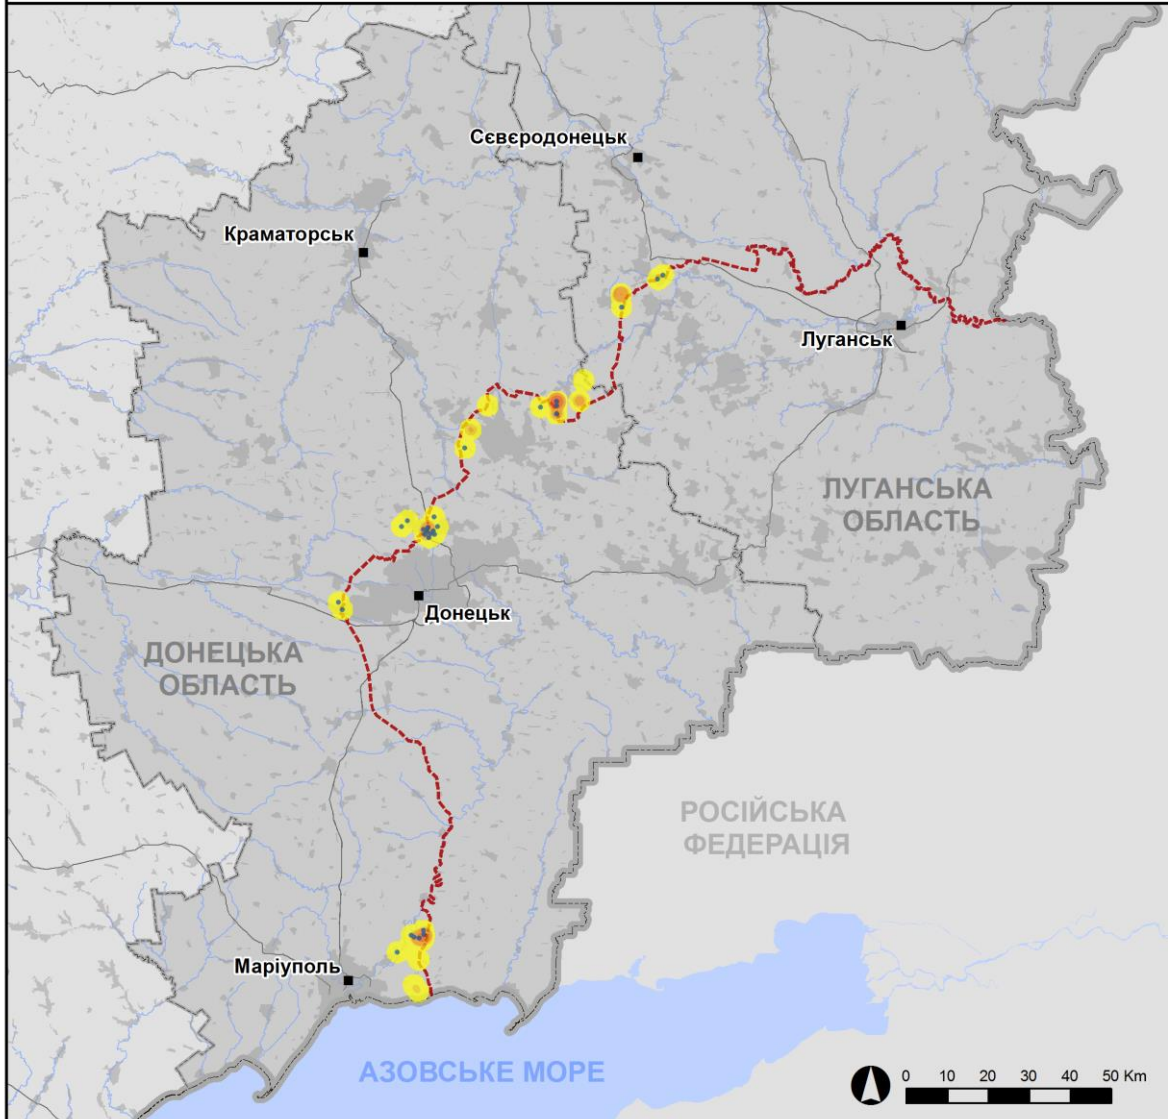 Сєвєродонецьк
Краматорськ
Луганськ
ЛУГАНСЬКА
ОБЛАСТЬ
Донецьк
ДОНЕЦЬКА
ОБЛАСТЬ
РОСІЙСЬКА
ФЕДЕРАЦІЯ
Маріуполь
АЗОВСЬКЕ МОРЕ
0 10 20 30 40 50 Km